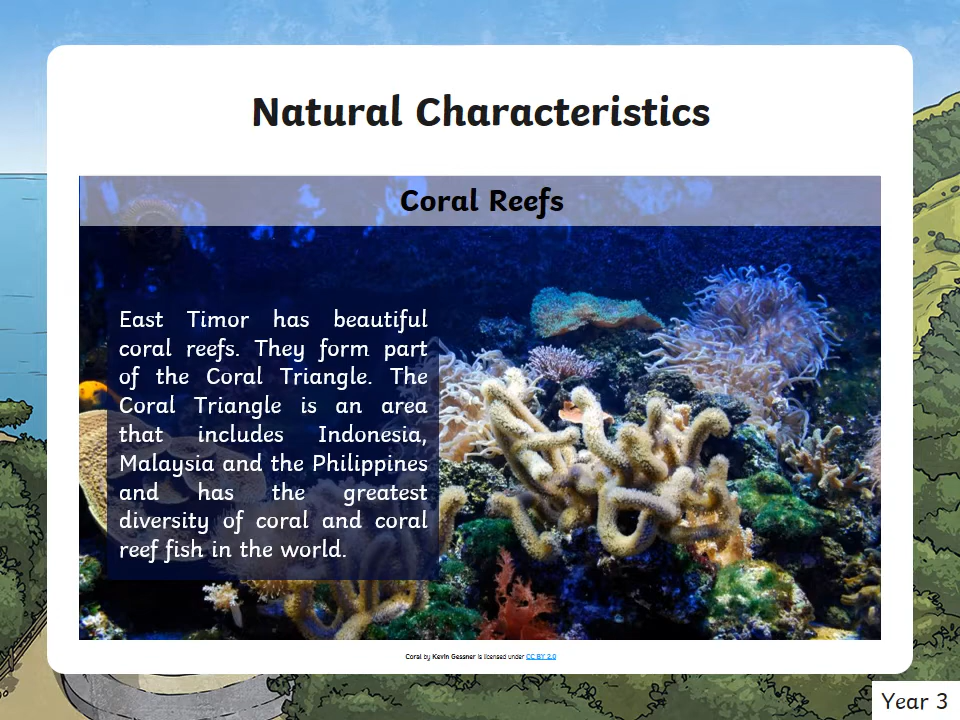 Natural Characteristics
Coral Reefs
East Timor has beautiful
coral reefs. They form part
of the Coral Triangle. The
Coral Triangle is an area
that includes Indonesia,
Malaysia and the Philippines
and has the greatest
diversity of coral and coral
reef fish in the world.
Coral by Kevin Gessner is licensed under CC BY 2.0
Year 3